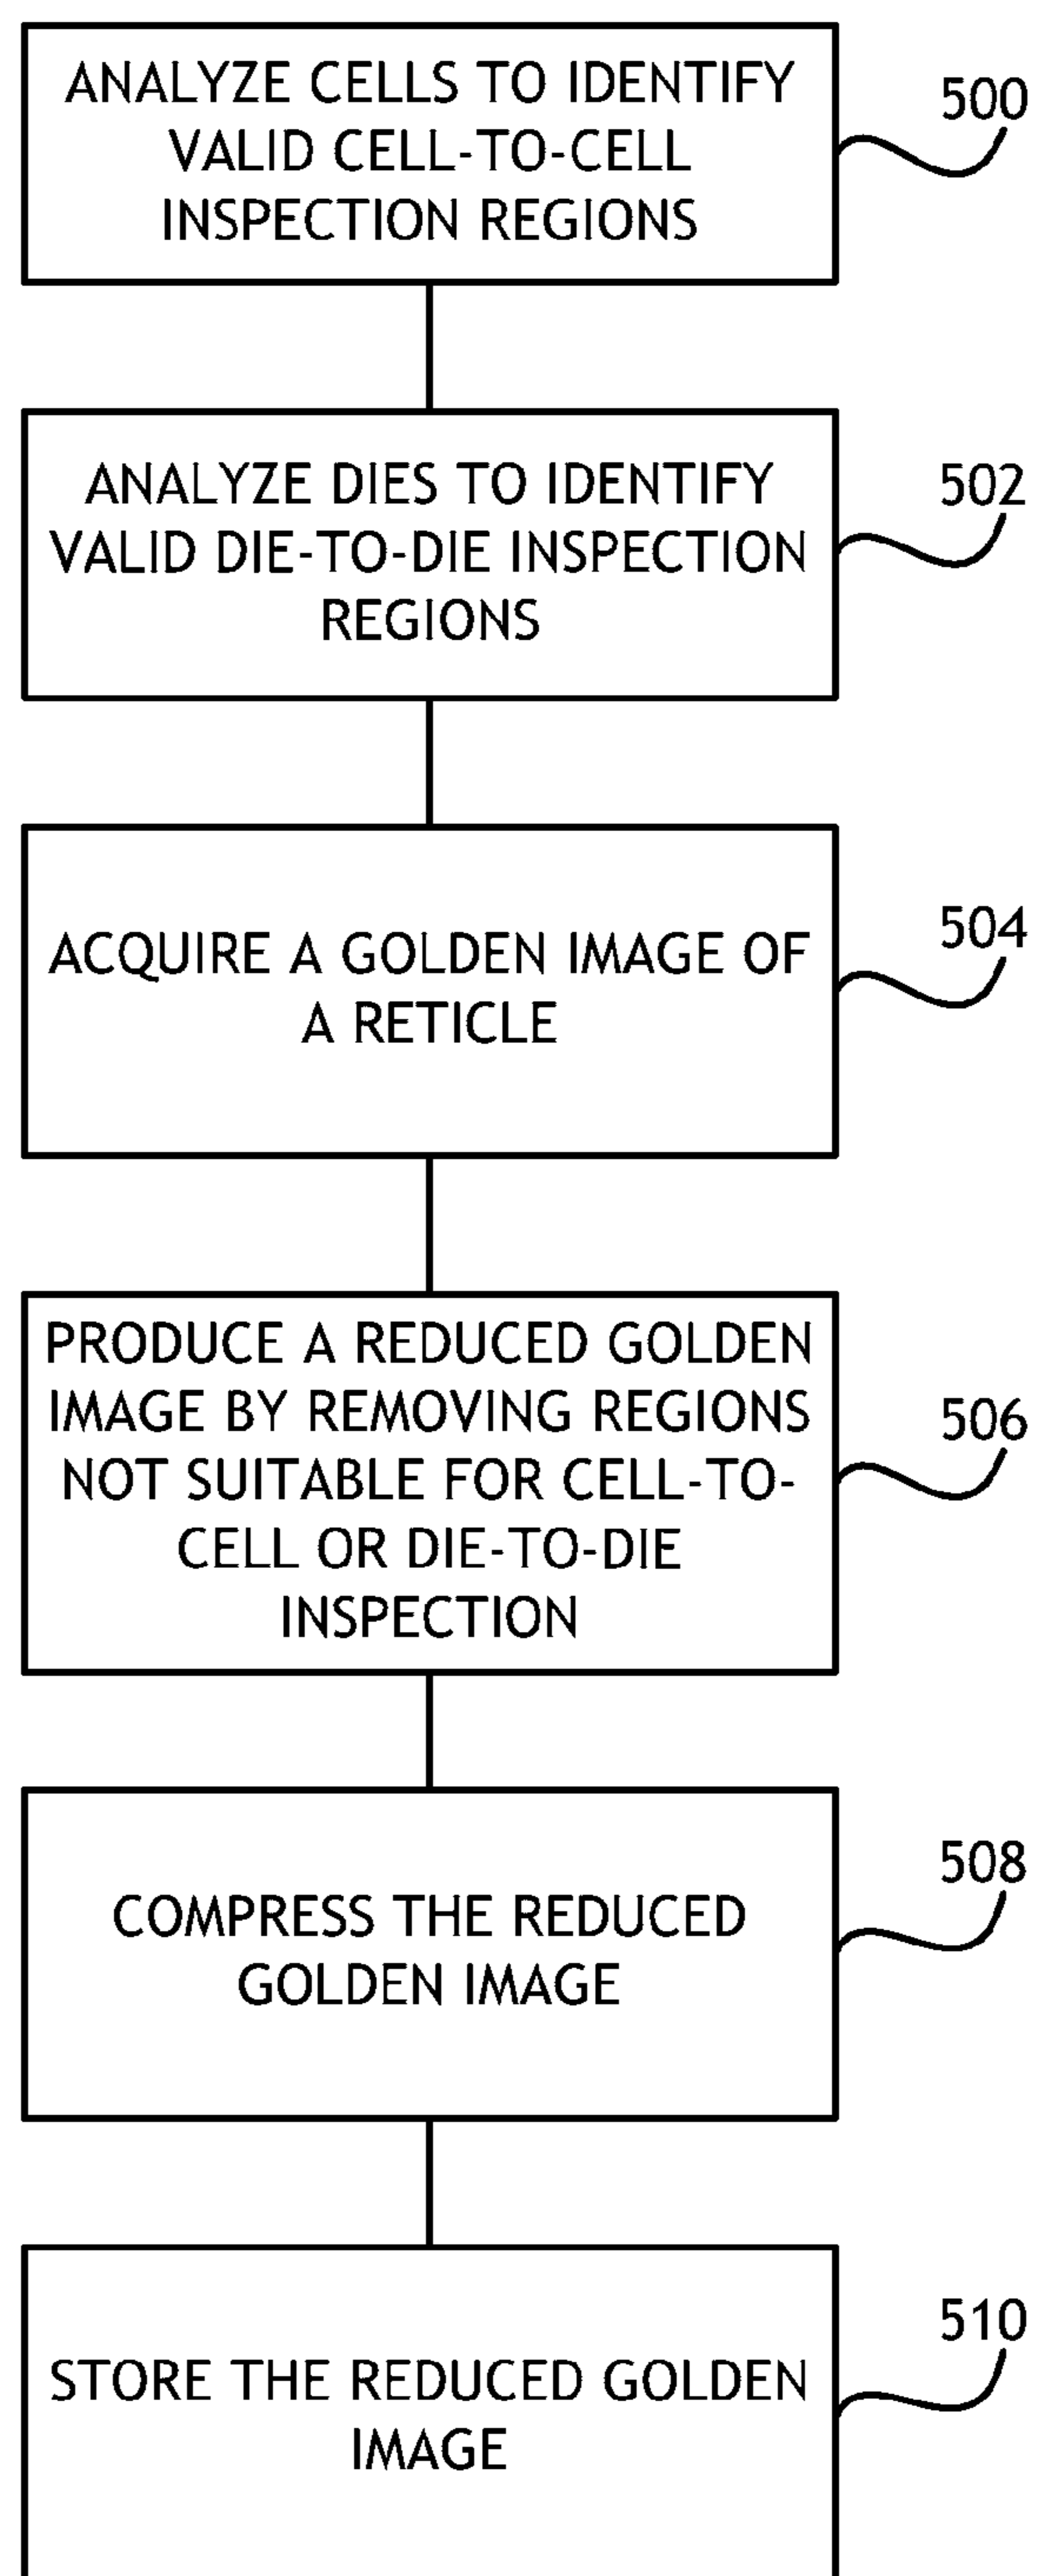 ANALYZE CELLS TO IDENTIFY
VALID CELL-TO-CELL
INSPECTION REGIONS
500
ANALYZE DIES TO IDENTIFY
VALID DIE-TO-DIE INSPECTION
REGIONS
502
ACQUIRE A GOLDEN IMAGE OF
A RETICLE
504
PRODUCE A REDUCED GOLDEN
IMAGE BY REMOVING REGIONS
NOT SUITABLE FOR CELL-TO-
CELL OR DIE-TO-DIE
INSPECTION
506
COMPRESS THE REDUCED
GOLDEN IMAGE
508
STORE THE REDUCED GOLDEN
IMAGE
510